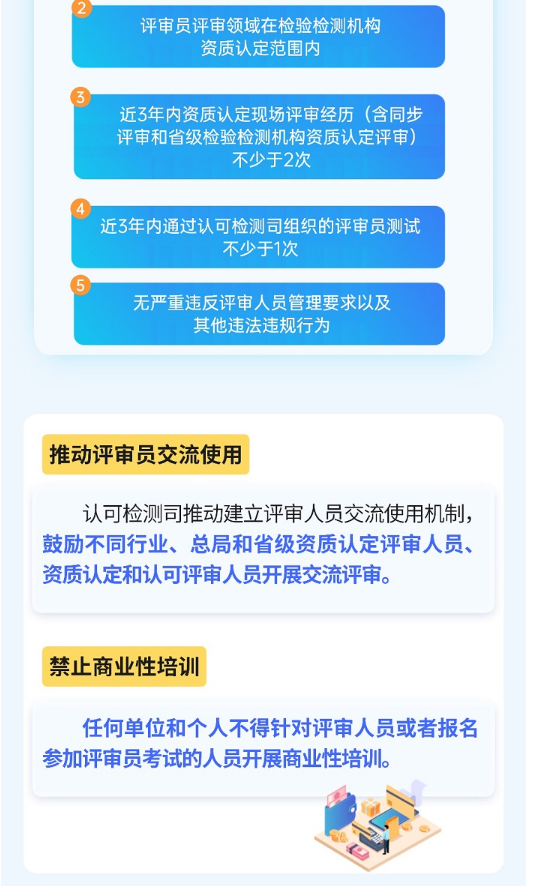 2
评审员评审领域在检验检测机构
资质认定范围内
3
近3年内资质认定现场评审经历（含同步
评审和省级检验检测机构资质认定评审）
不少于2次
4
近3年内通过认可检测司组织的评审员测试
不少于1次
5
无严重违反评审人员管理要求以及
其他违法违规行为
推动评审员交流使用
认可检测司推动建立评审人员交流使用机制，
鼓励不同行业、总局和省级资质认定评审人员、
资质认定和认可评审人员开展交流评审。
禁止商业性培训
任何单位和个人不得针对评审人员或者报名
参加评审员考试的人员开展商业性培训。